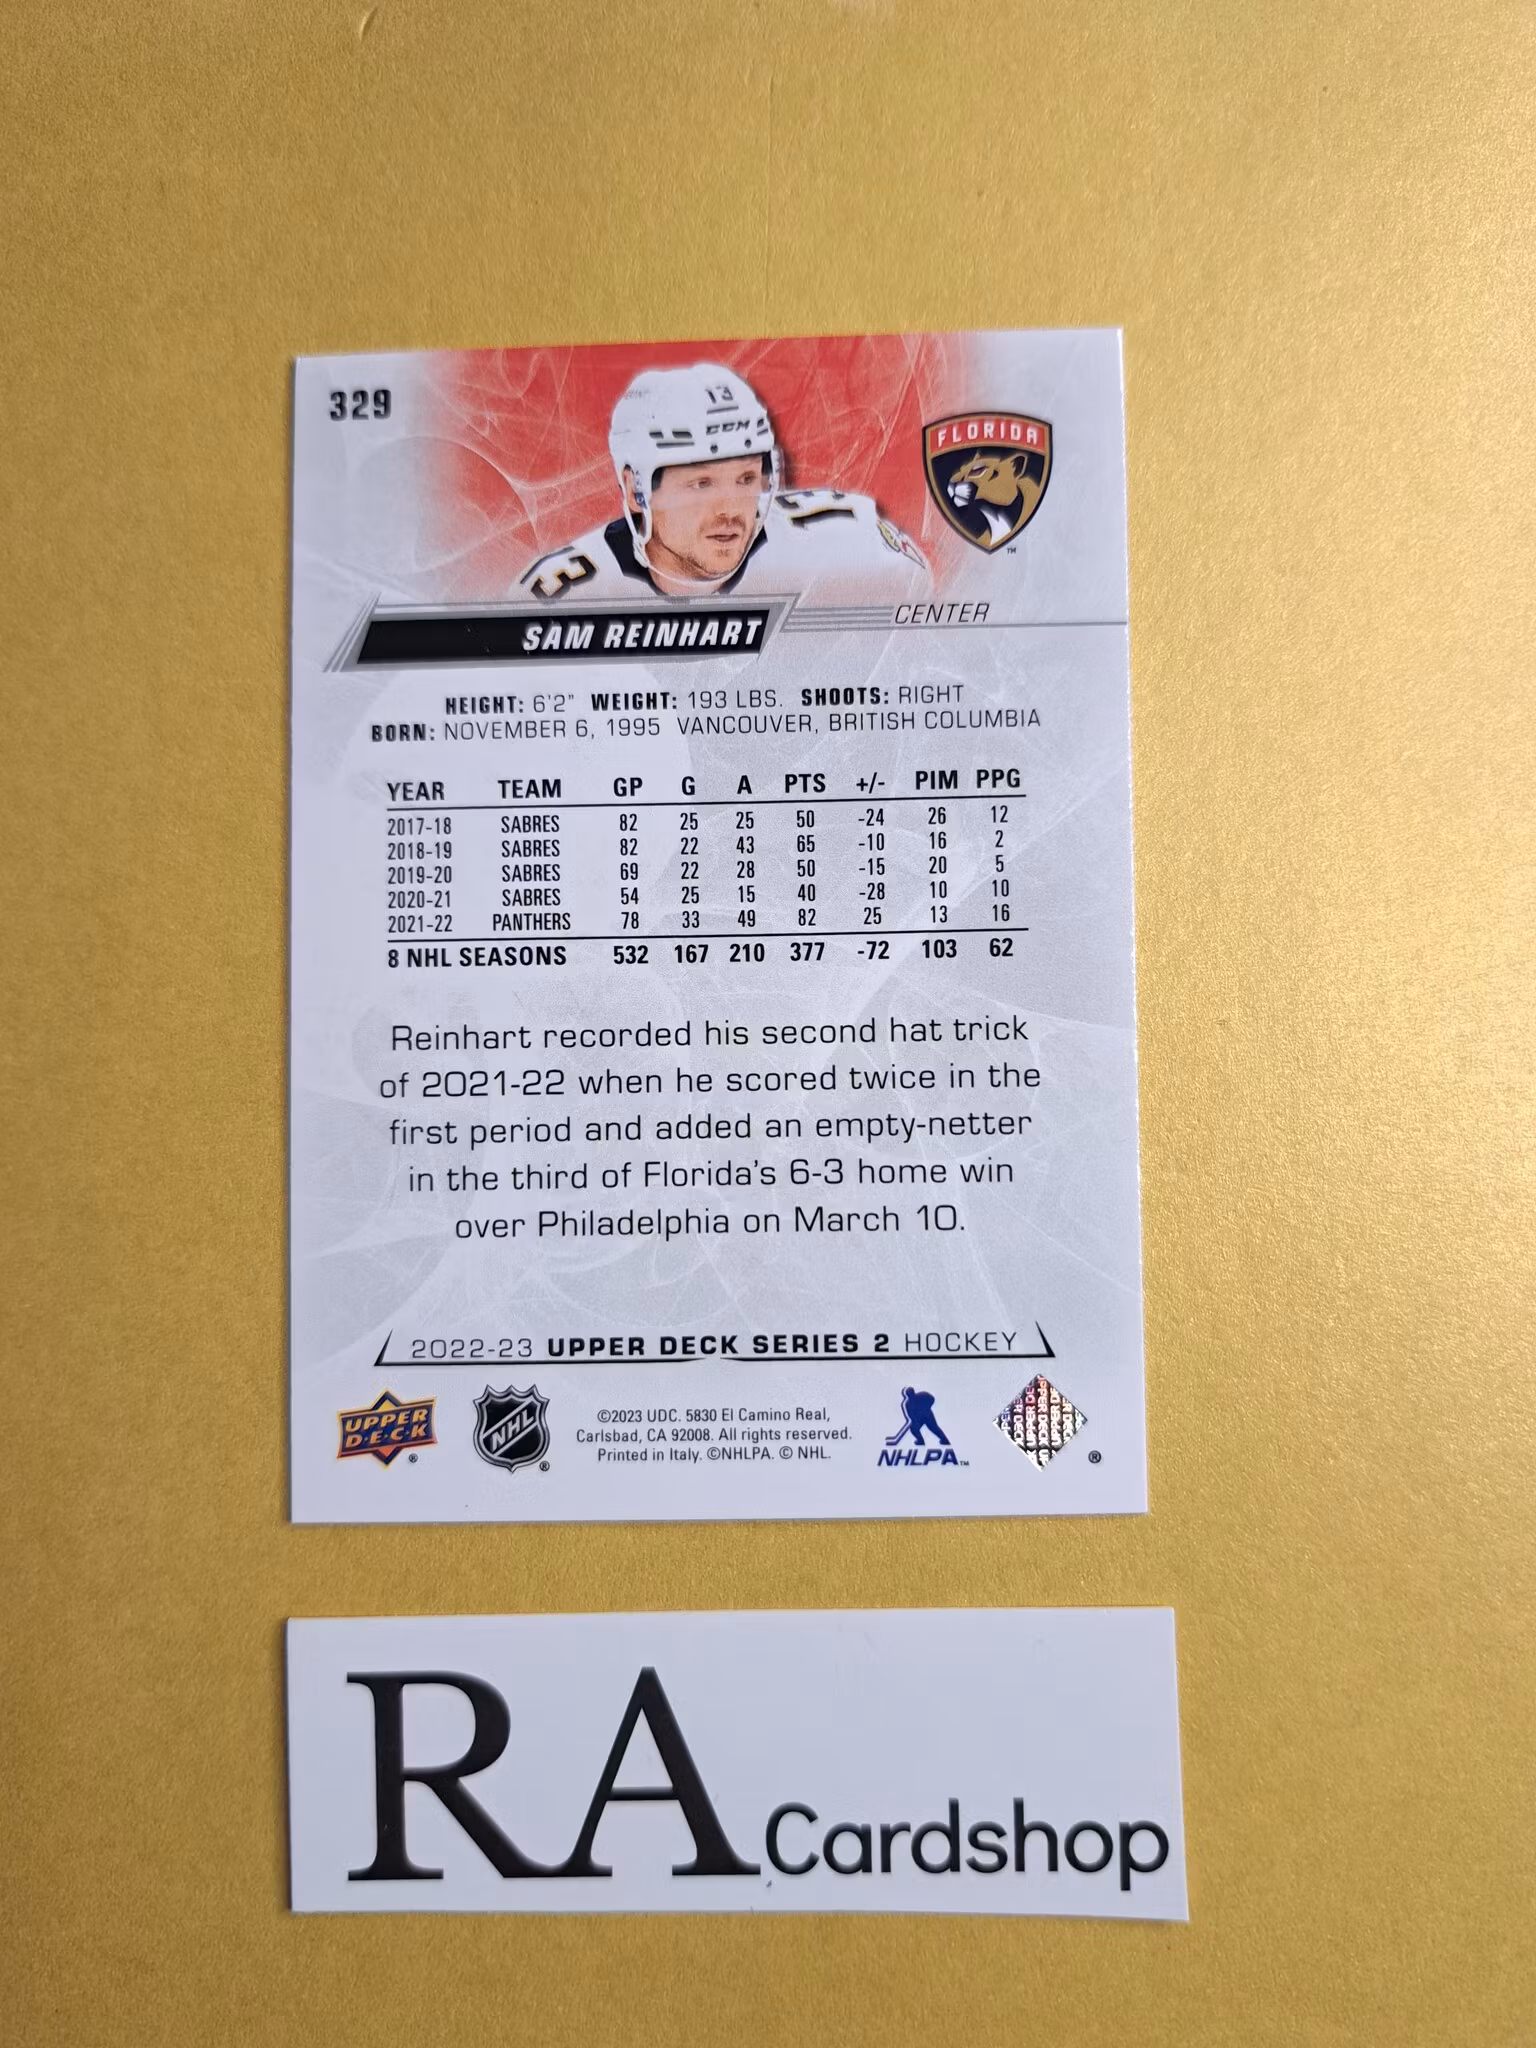 329
13
CCM
FLORIDA
TM
13
13
SAM REINHART
CENTER
HEIGHT: 6'2" WEIGHT: 193 LBS. SHOOTS: RIGHT
BORN: NOVEMBER 6, 1995 VANCOUVER, BRITISH COLUMBIA
YEAR TEAM GP G A PTS +/- PIM PPG
2017-18 SABRES 82 25 25 50 -24 26 12
2018-19 SABRES 82 22 43 65 -10 16 2
2019-20 SABRES 69 22 28 50 -15 20 5
2020-21 SABRES 54 25 15 40 -28 10 10
2021-22 PANTHERS 78 33 49 82 25 13 16
8 NHL SEASONS 532 167 210 377 -72 103 62
Reinhart recorded his second hat trick
of 2021-22 when he scored twice in the
first period and added an empty-netter
in the third of Florida's 6-3 home win
over Philadelphia on March 10.
2022-23 UPPER DECK SERIES 2 HOCKEY
UPPER
D•E•C•K ®
NHL ®
©2023 UDC. 5830 El Camino Real,
Carlsbad, CA 92008. All rights reserved.
Printed in Italy. ©NHLPA. © NHL.
NHLPA™
®
RA Cardshop